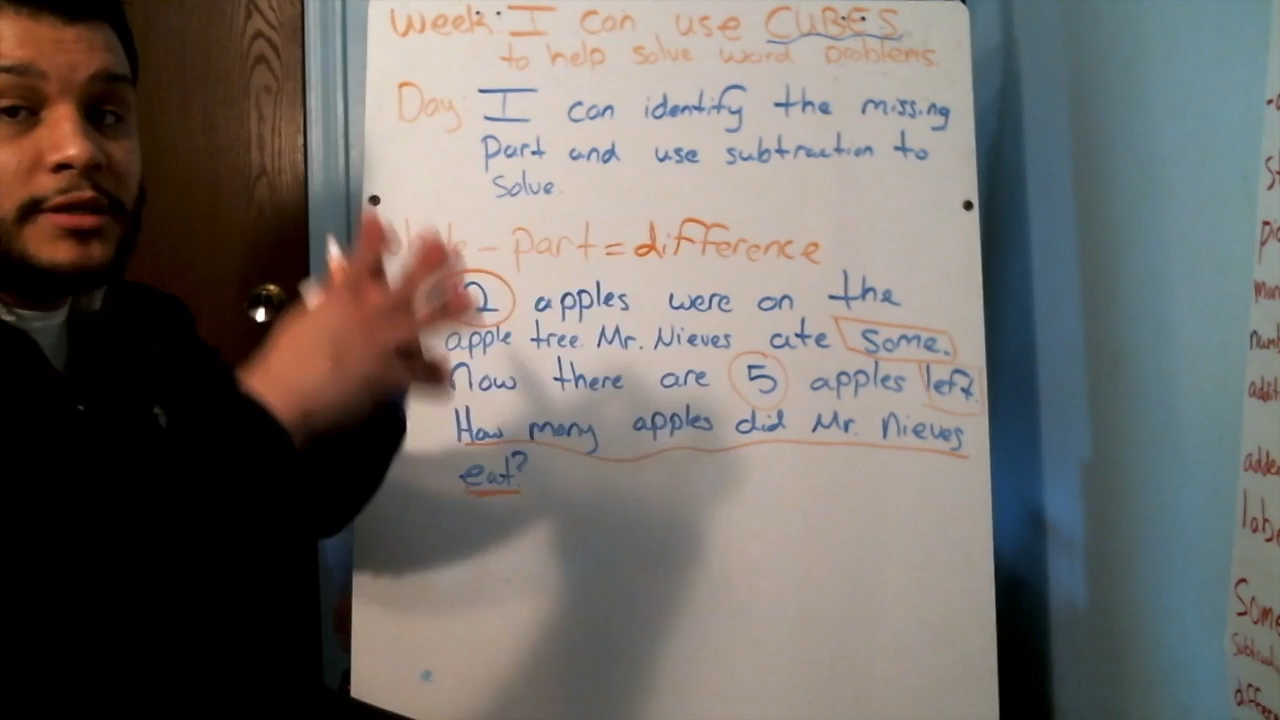 Week: I can use CUBES
to help solve word problems.
Day I can identify the missing
part and use subtraction to
solve.
- part = difference
apples were on the
apple tree. Mr. Nieves ate some.
Now there are 5 apples left.
How many apples did Mr. Nieves
eat?